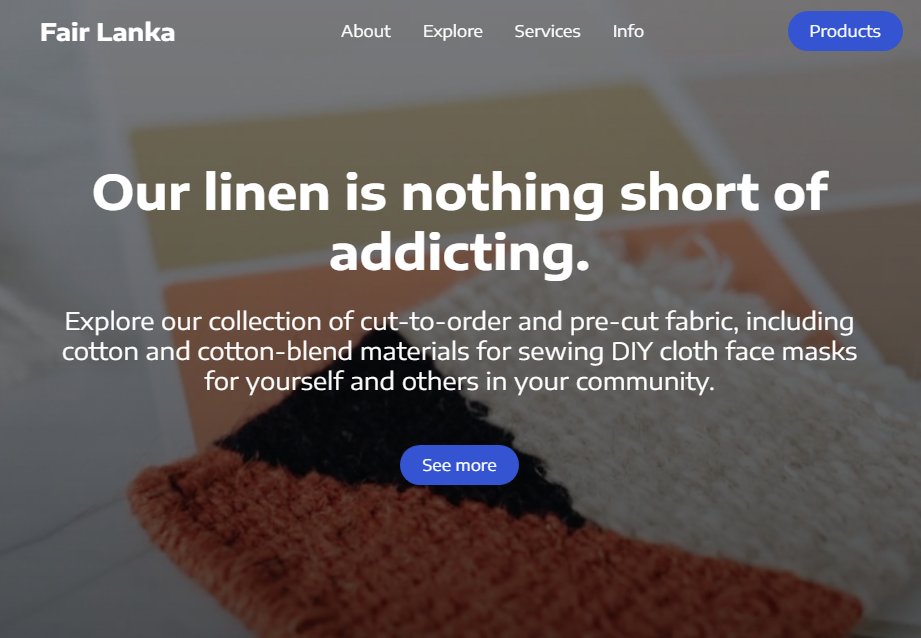 Fair Lanka
About
Explore
Services
Info
Products
Our linen is nothing short of
addicting.
Explore our collection of cut-to-order and pre-cut fabric, including
cotton and cotton-blend materials for sewing DIY cloth face masks
for yourself and others in your community.
See more